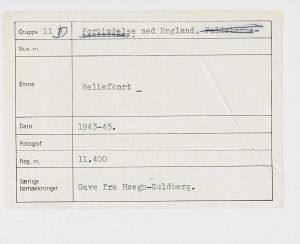 Gruppe 11 Forbindelse med England.
Mus. nr.
Emne Reliefkort
Dato 1943-45.
Fotograf
Neg. nr. 11.400
Særlige bemærkninger Gave fra Høegh-Guldberg.